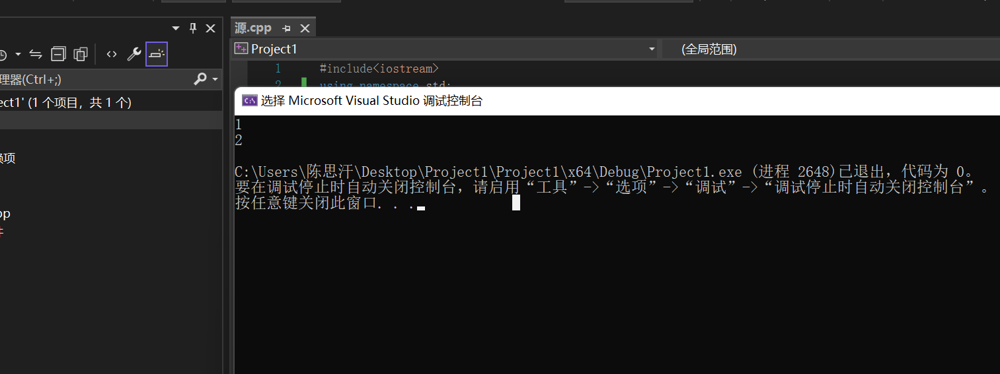 源.cpp
Project1
(全局范围)
理器(Ctrl+;)
ect1' (1 个项目，共 1 个)
项
pp
1 #include<iostream>
2 using namespace std;
选择 Microsoft Visual Studio 调试控制台
1
2
C:\Users\陈思汗\Desktop\Project1\Project1\x64\Debug\Project1.exe (进程 2648)已退出，代码为 0。
要在调试停止时自动关闭控制台，请启用“工具”->“选项”->“调试”->“调试停止时自动关闭控制台”。
按任意键关闭此窗口. . .